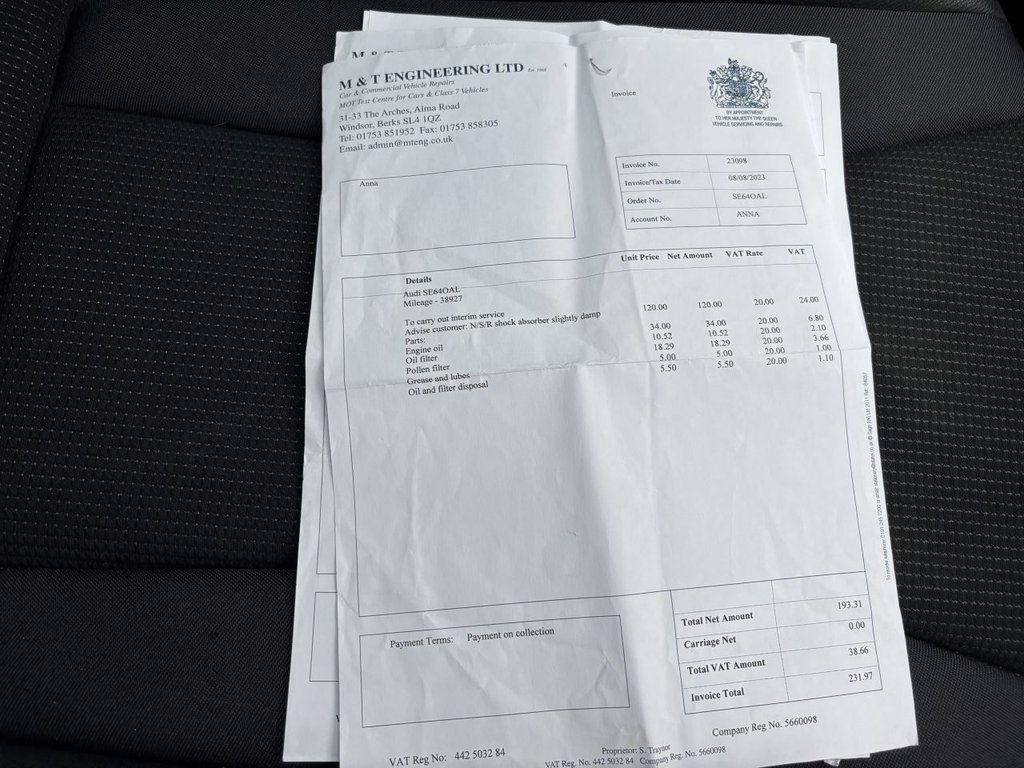 M & T ENGINEERING LTD Est. 1968
Car & Commercial Vehicle Repairs
MOT Test Centre for Cars & Class 7 Vehicles
31-33 The Arches, Alma Road
Windsor, Berks SL4 1QZ
Tel: 01753 851952 Fax: 01753 858305
Email: admin@mteng.co.uk
Invoice
BY APPOINTMENT
TO HER MAJESTY THE QUEEN
VEHICLE SERVICING AND REPAIRS
Anna
Invoice No. 23098
Invoice/Tax Date 08/08/2023
Order No. SE64OAL
Account No. ANNA
Details Unit Price Net Amount VAT Rate VAT
Audi SE64OAL
Mileage - 38927
To carry out interim service 120.00 120.00 20.00 24.00
Advise customer: N/S/R shock absorber slightly damp
Parts:
Engine oil 34.00 34.00 20.00 6.80
Oil filter 10.52 10.52 20.00 2.10
Pollen filter 18.29 18.29 20.00 3.66
Grease and lubes 5.00 5.00 20.00 1.00
Oil and filter disposal 5.50 5.50 20.00 1.10
Total Net Amount 193.31
Carriage Net 0.00
Total VAT Amount 38.66
Invoice Total 231.97
Payment Terms: Payment on collection
VAT Reg No: 442 5032 84
Company Reg No. 5660098
Proprietor: S. Traynor
VAT Reg. No. 442 5032 84 Company Reg. No. 5660098